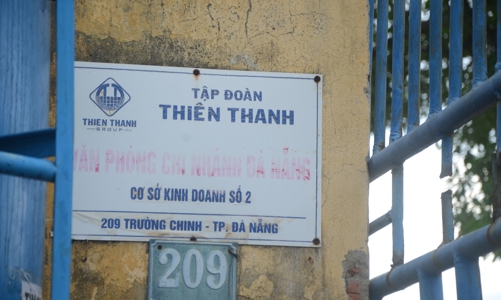 TẬP ĐOÀN
THIÊN THANH
THIEN THANH
GROUP
VĂN PHÒNG CHI NHÁNH ĐÀ NẴNG
CƠ SỞ KINH DOANH SỐ 2
209 TRƯỜNG CHINH - TP. ĐÀ NẴNG
209